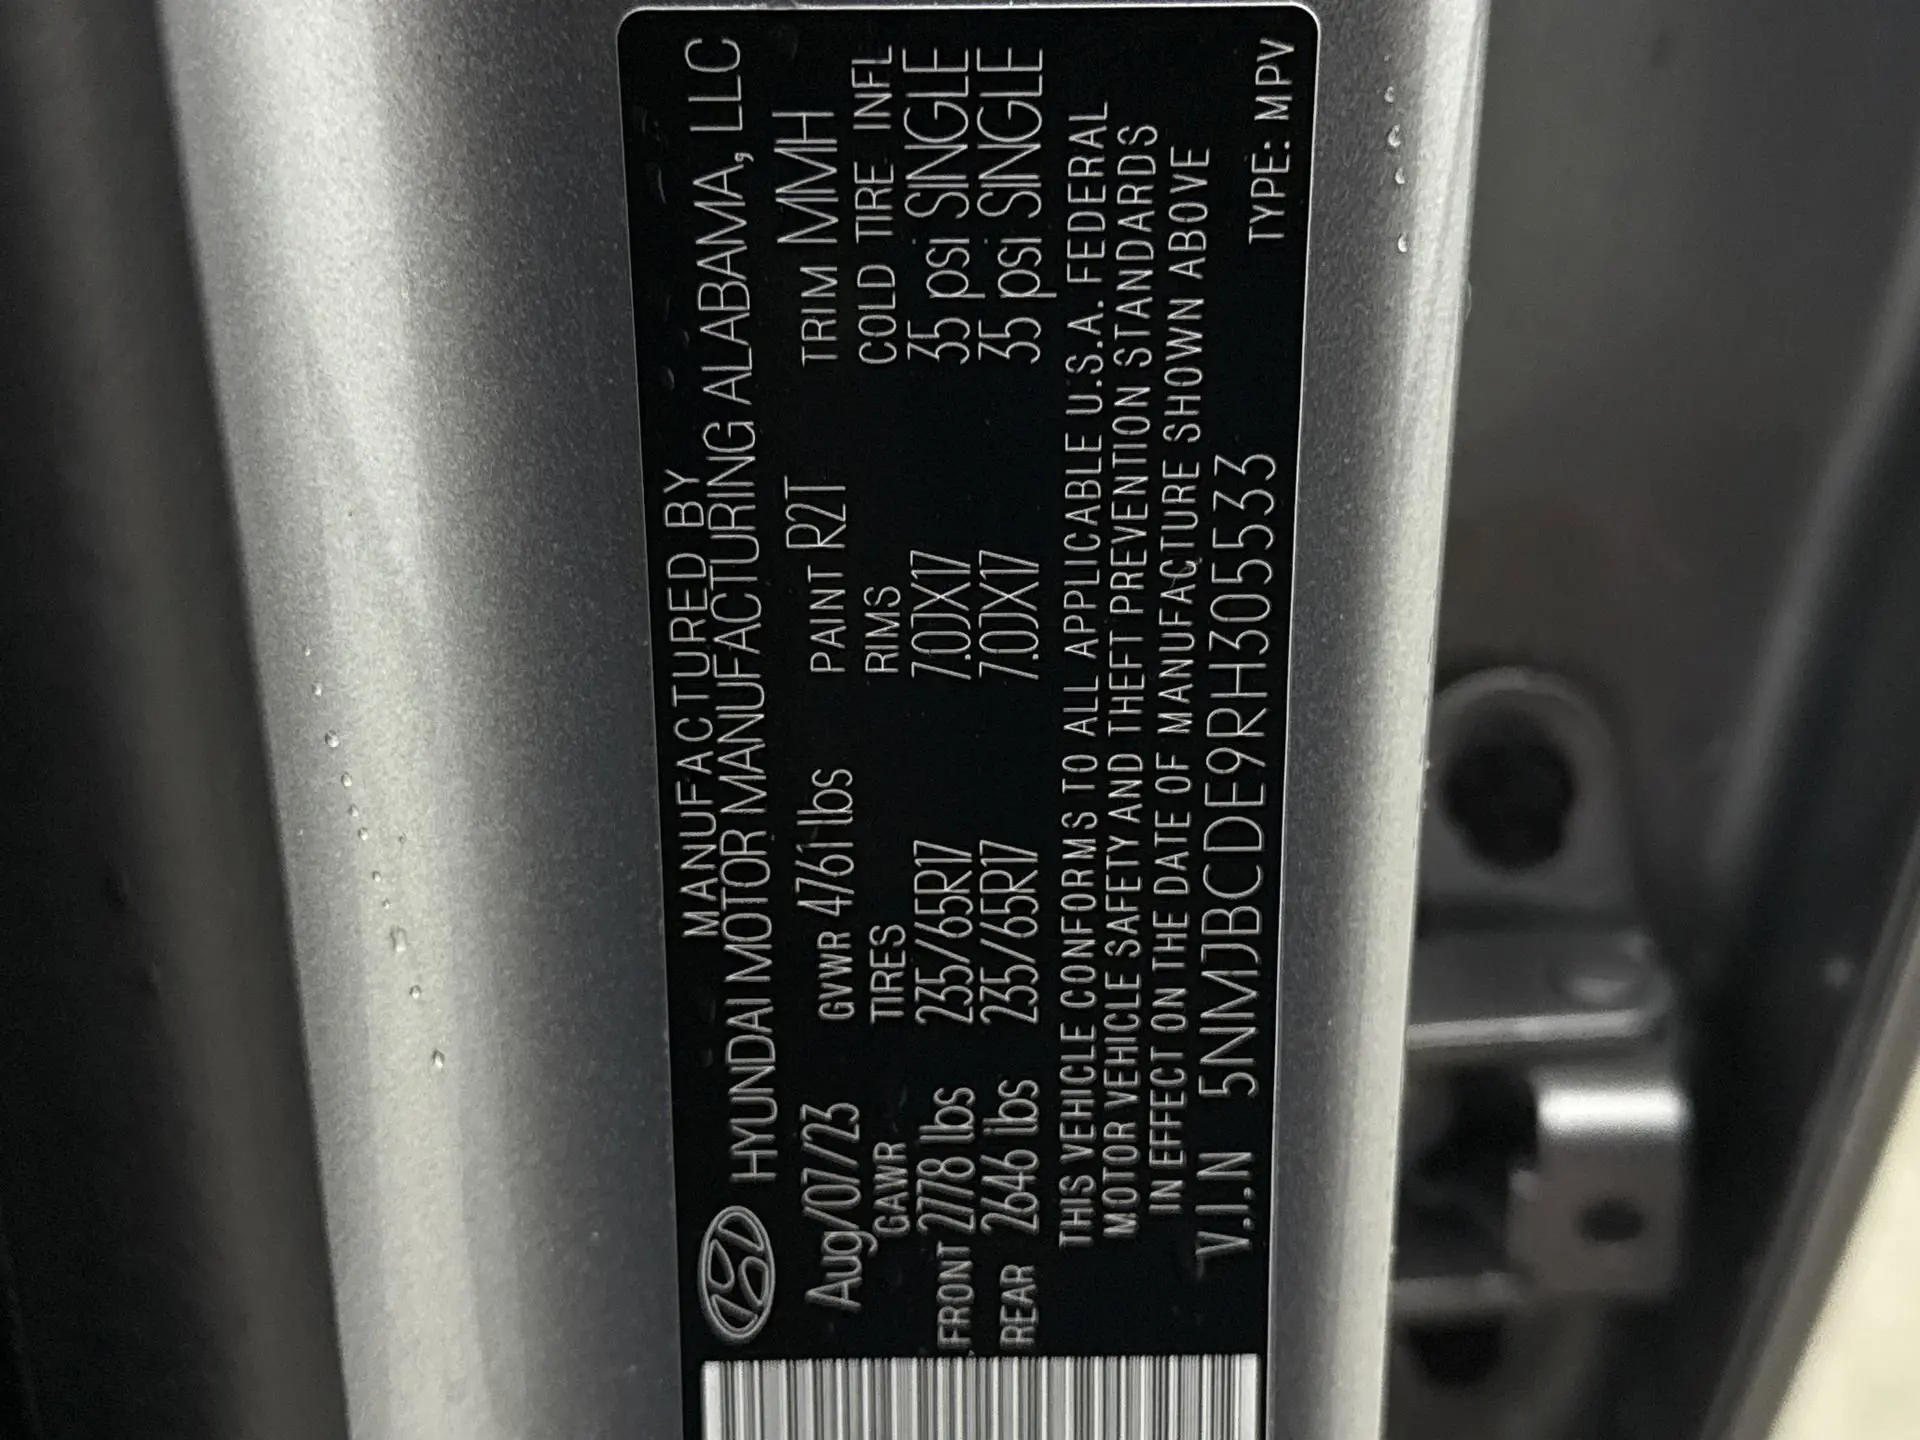 MANUFACTURED BY
HYUNDAI MOTOR MANUFACTURING ALABAMA, LLC
Aug/07/23 GVWR 4761 lbs PAINT R2T TRIM MMH
GAWR TIRES RIMS COLD TIRE INFL
FRONT 2778 lbs 235/65R17 7.0JX17 35 psi SINGLE
REAR 2646 lbs 235/65R17 7.0JX17 35 psi SINGLE
THIS VEHICLE CONFORMS TO ALL APPLICABLE U.S.A. FEDERAL
MOTOR VEHICLE SAFETY AND THEFT PREVENTION STANDARDS
IN EFFECT ON THE DATE OF MANUFACTURE SHOWN ABOVE
V.I.N 5NMJBCDE9RH305533 TYPE: MPV